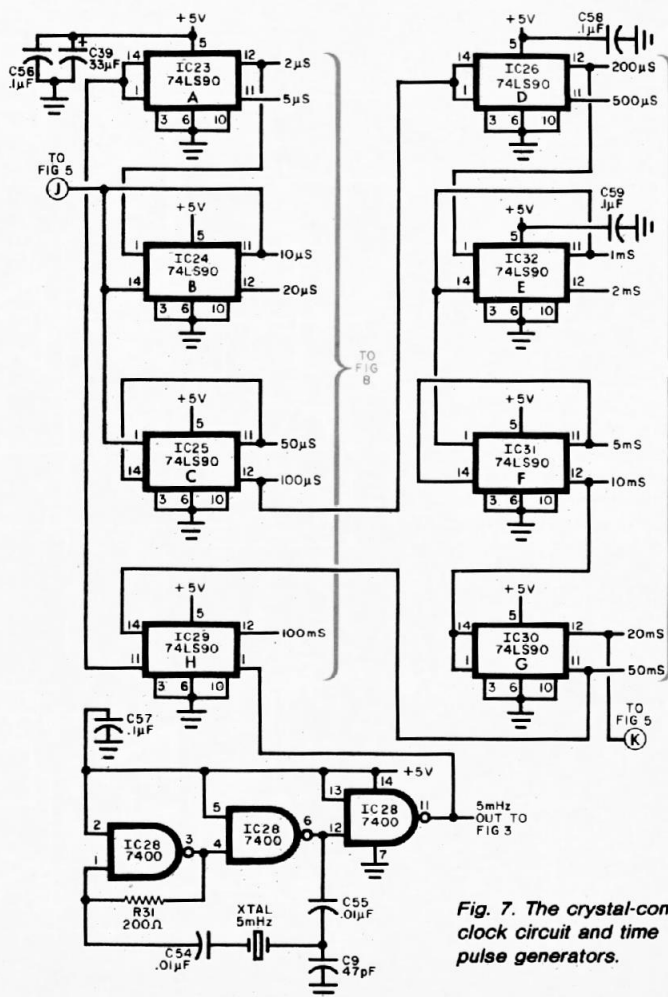 +5V
C56
.1µF
C39
33µF
+
5
14
12
2µS
IC23
74LS90
A
1
11
5µS
3 6 10
TO
FIG 5
J
+5V
5
1
11
10µS
IC24
74LS90
B
14
12
20µS
3 6 10
+5V
5
1
11
50µS
IC25
74LS90
C
14
12
100µS
3 6 10
+5V
5
14
12
100mS
IC29
74LS90
H
11
1
3 6 10
TO
FIG
8
+5V
C58
.1µF
5
14
12
200µS
IC26
74LS90
D
1
11
500µS
3 6 10
+5V
C59
.1µF
5
1
11
1mS
IC32
74LS90
E
14
12
2mS
3 6 10
+5V
5
1
11
5mS
IC31
74LS90
F
14
12
10mS
3 6 10
+5V
5
14
12
20mS
IC30
74LS90
G
1
11
50mS
3 6 10
TO
FIG 5
K
C57
.1µF
+5V
2
IC28
7400
3
1
5
IC28
7400
6
4
13
14
IC28
7400
11
12
7
5mHz
OUT TO
FIG 3
R31
200Ω
C54
.01µF
XTAL
5mHz
C55
.01µF
C9
47pF
Fig. 7. The crystal-con
clock circuit and time
pulse generators.